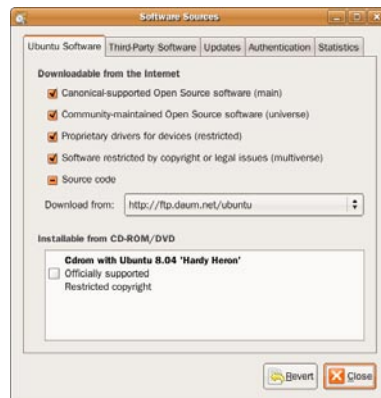 Software Sources
Ubuntu Software Third-Party Software Updates Authentication Statistics
Downloadable from the Internet
Canonical-supported Open Source software (main)
Community-maintained Open Source software (universe)
Proprietary drivers for devices (restricted)
Software restricted by copyright or legal issues (multiverse)
Source code
Download from: http://ftp.daum.net/ubuntu
Installable from CD-ROM/DVD
Cdrom with Ubuntu 8.04 'Hardy Heron'
Officially supported
Restricted copyright
Revert Close